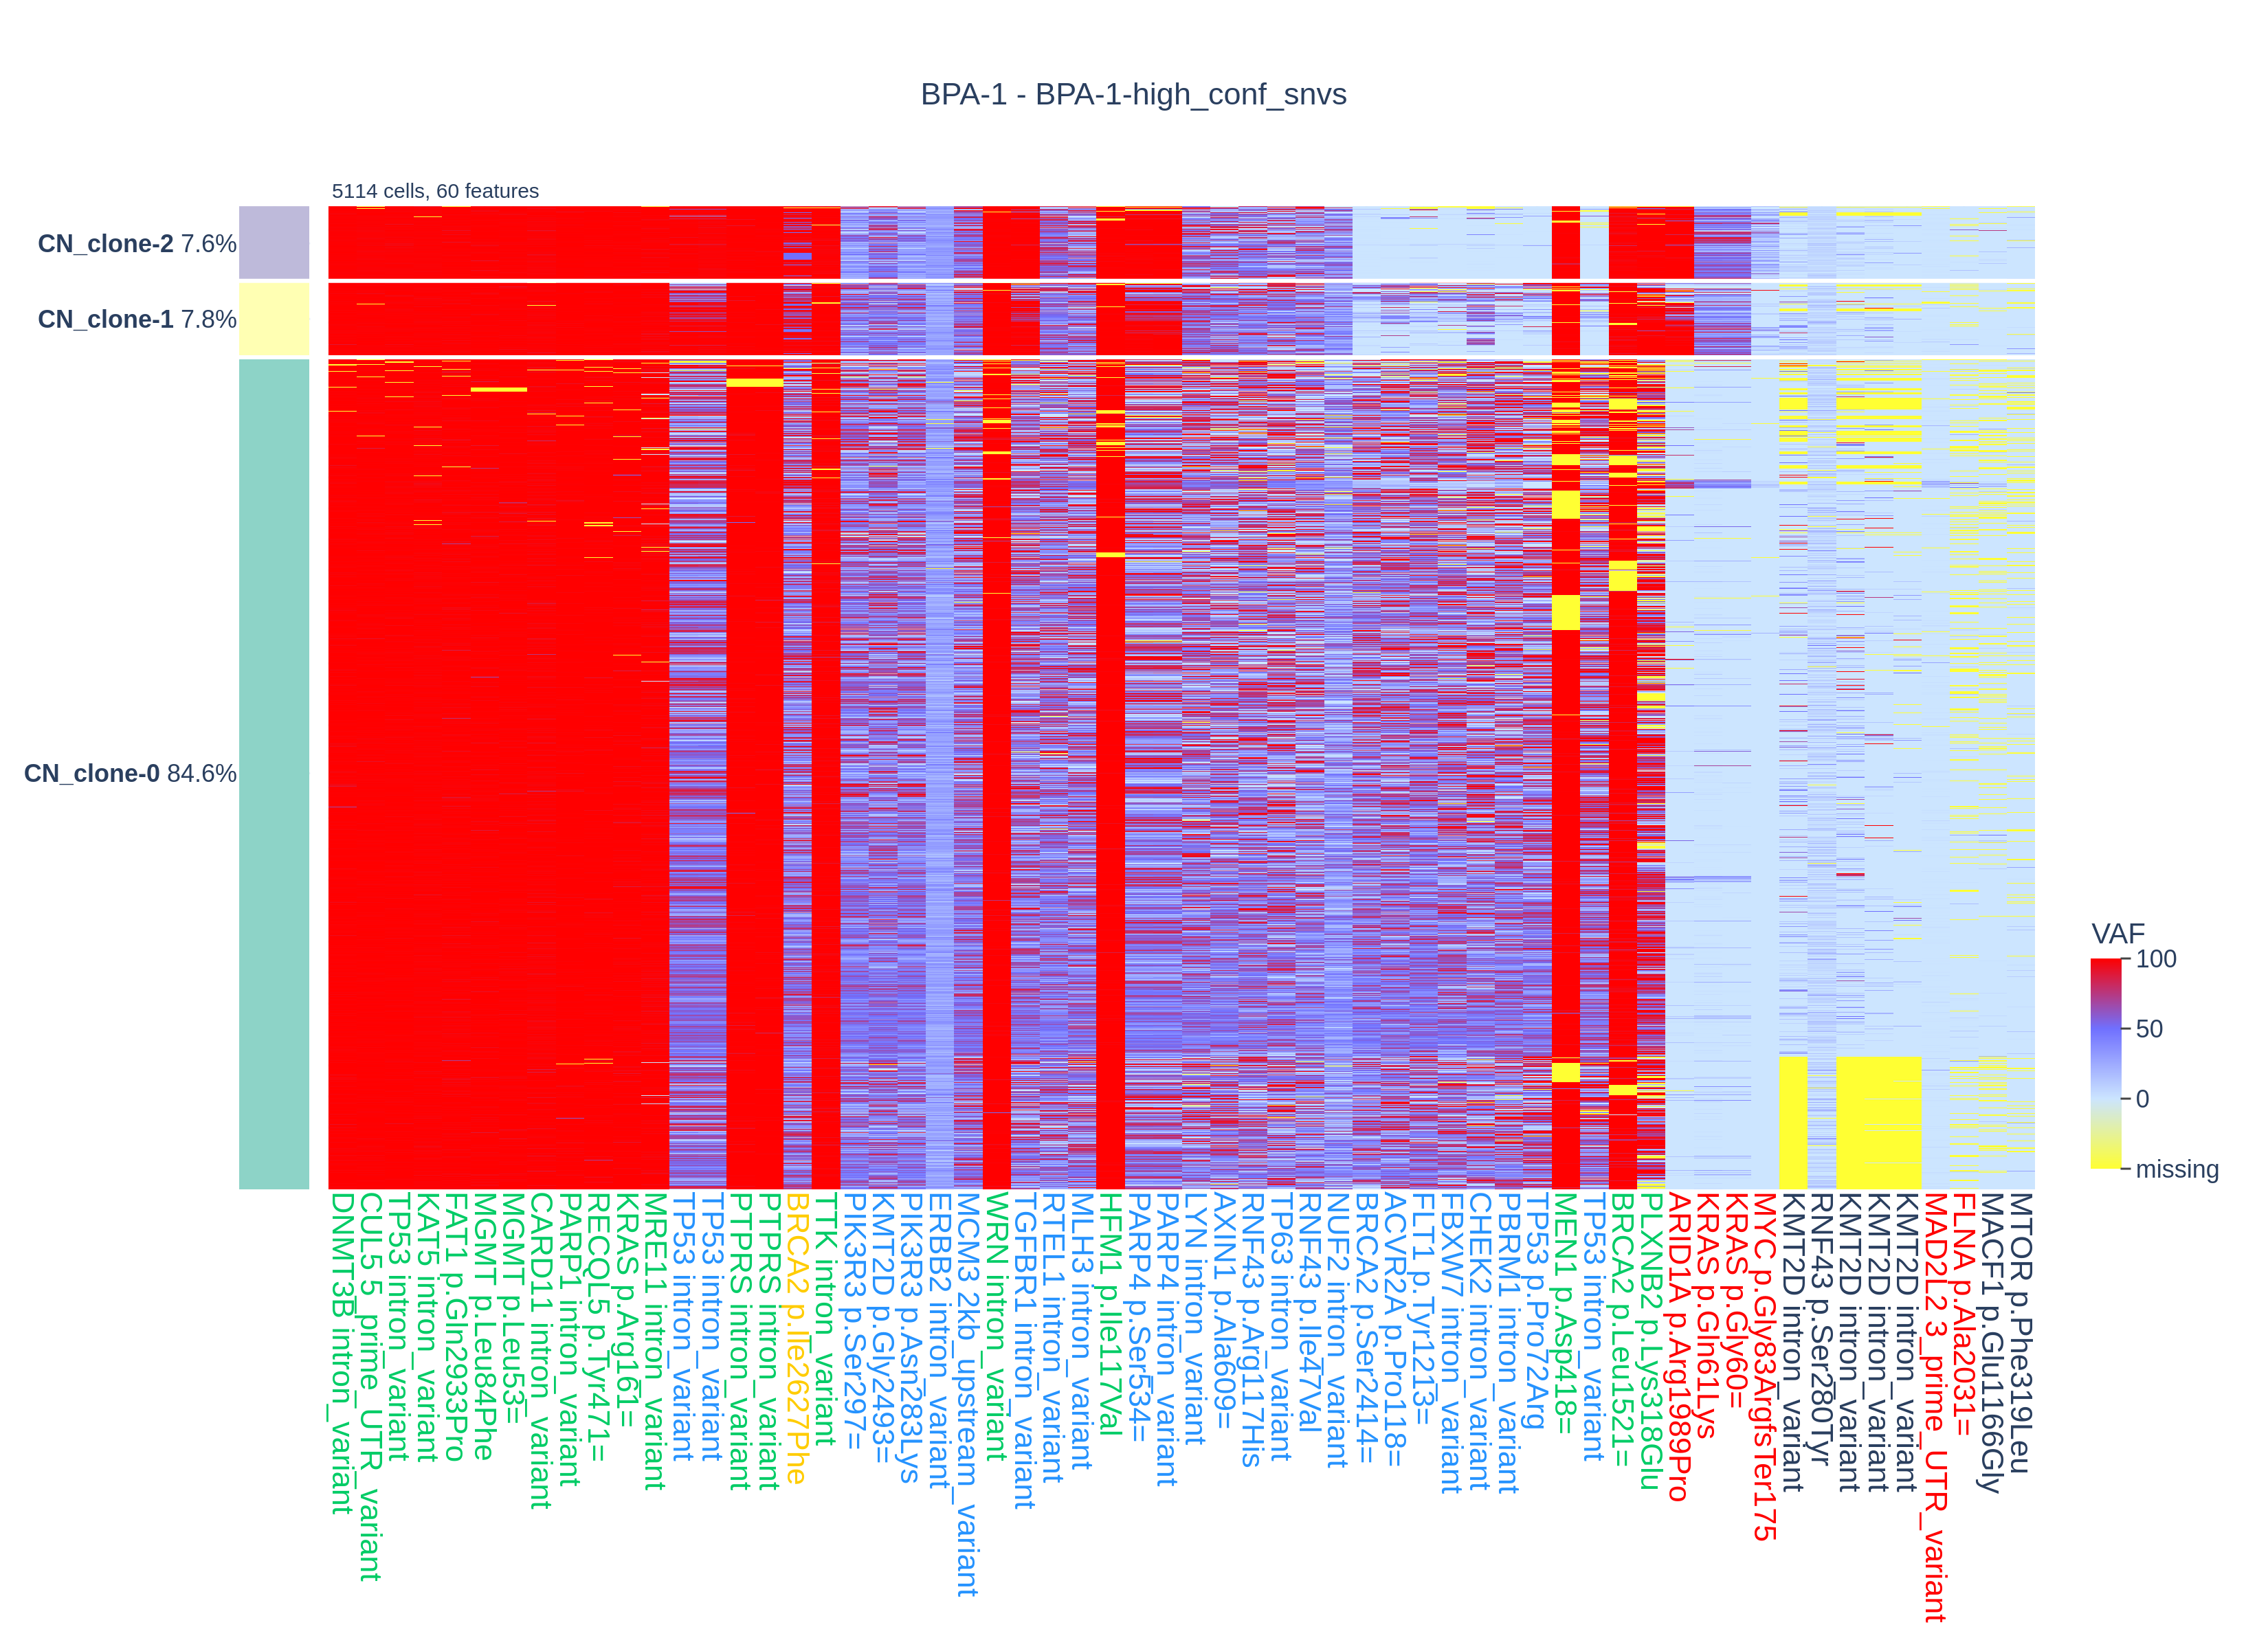 BPA-1 - BPA-1-high_conf_snvs
5114 cells, 60 features
CN_clone-2 7.6%
CN_clone-1 7.8%
CN_clone-0 84.6%
VAF
100
50
0
missing
DNMT3B intron_variant
CUL5 5_prime_UTR_variant
TP53 intron_variant
KAT5 intron_variant
FAT1 p.Gln2933Pro
MGMT p.Leu84Phe
MGMT p.Leu53=
CARD11 intron_variant
PARP1 intron_variant
RECQL5 p.Tyr471=
KRAS p.Arg161=
MRE11 intron_variant
TP53 intron_variant
TP53 intron_variant
PTPRS intron_variant
PTPRS intron_variant
BRCA2 p.Ile2627Phe
TTK intron_variant
PIK3R3 p.Ser297=
KMT2D p.Gly2493=
PIK3R3 p.Asn283Lys
ERBB2 intron_variant
MCM3 2kb_upstream_variant
WRN intron_variant
TGFBR1 intron_variant
RTEL1 intron_variant
MLH3 intron_variant
HFM1 p.Ile117Val
PARP4 p.Ser534=
PARP4 intron_variant
LYN intron_variant
AXIN1 p.Ala609=
RNF43 p.Arg117His
TP63 intron_variant
RNF43 p.Ile47Val
NUF2 intron_variant
BRCA2 p.Ser2414=
ACVR2A p.Pro118=
FLT1 p.Tyr1213=
FBXW7 intron_variant
CHEK2 intron_variant
PBRM1 intron_variant
TP53 p.Pro72Arg
MEN1 p.Asp418=
TP53 intron_variant
BRCA2 p.Leu1521=
PLXNB2 p.Lys318Glu
ARID1A p.Arg1989Pro
KRAS p.Gln61Lys
KRAS p.Gly60=
MYC p.Gly83ArgfsTer175
KMT2D intron_variant
RNF43 p.Ser280Tyr
KMT2D intron_variant
KMT2D intron_variant
KMT2D intron_variant
MAD2L2 3_prime_UTR_variant
FLNA p.Ala2031=
MACF1 p.Glu1166Gly
MTOR p.Phe319Leu